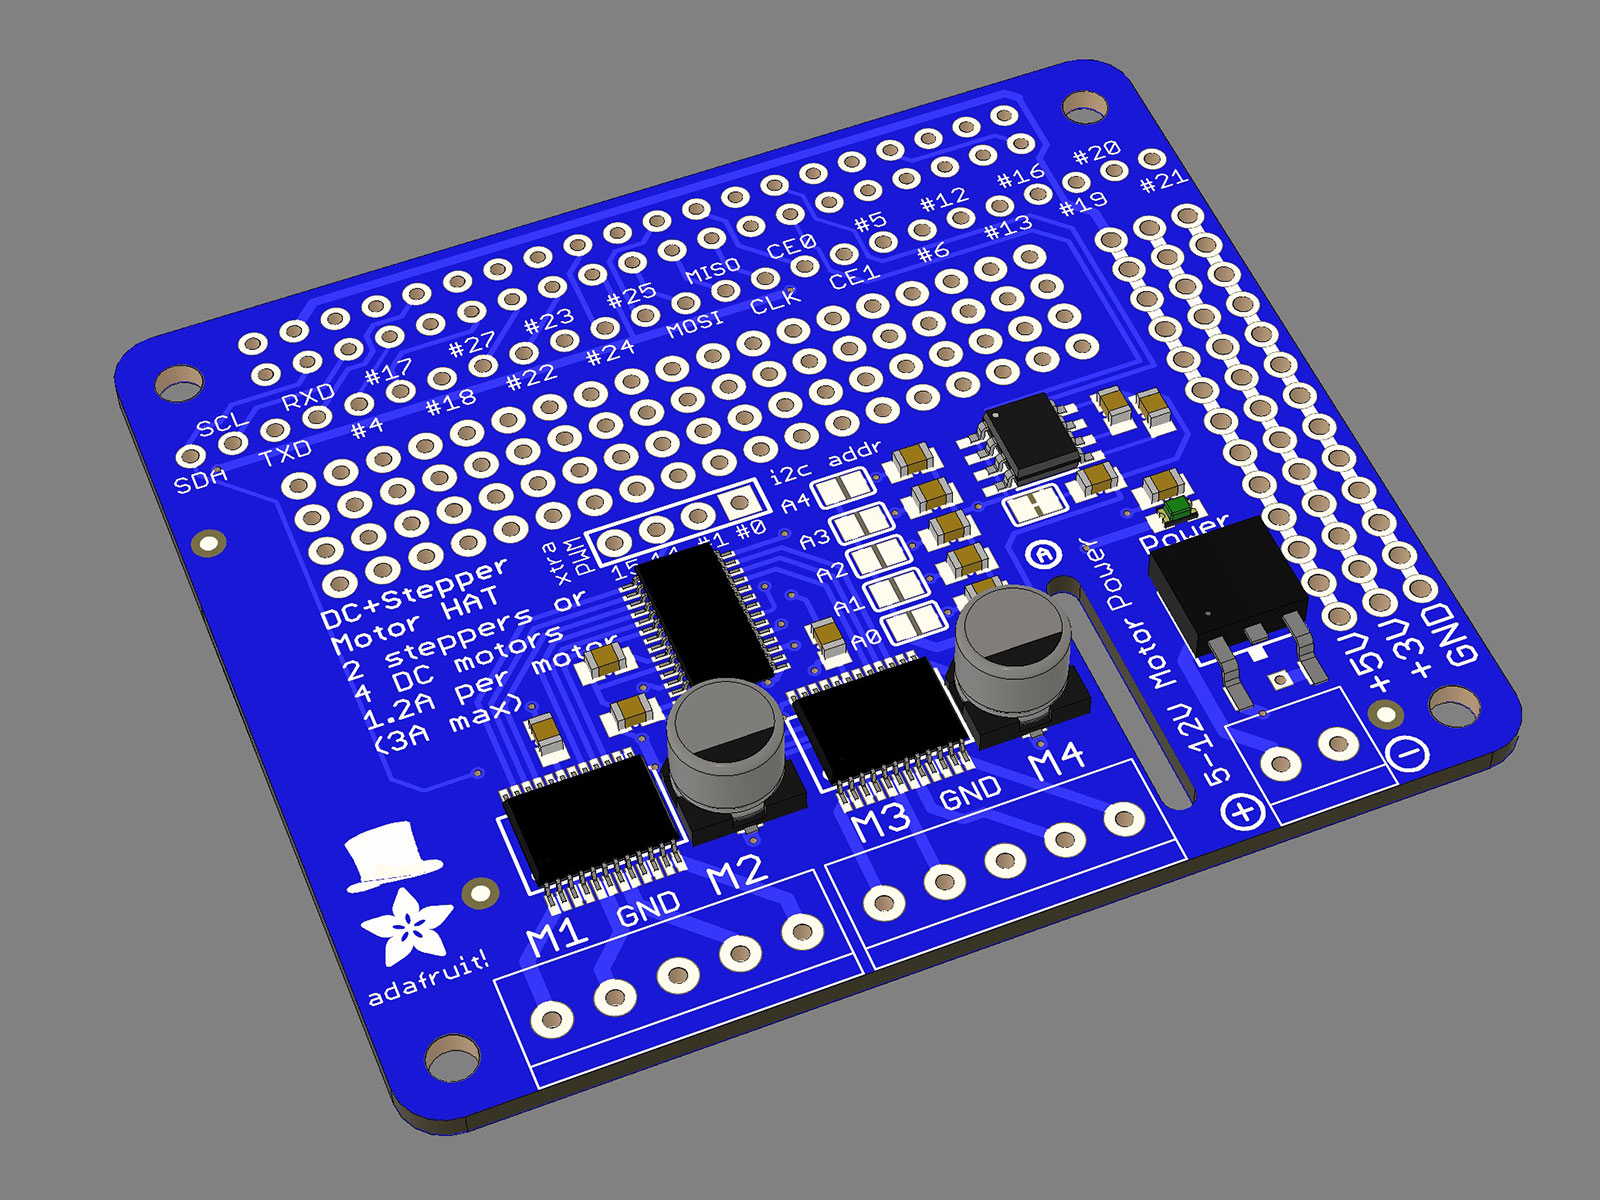 #20
#21
#16
#19
#12
#13
#5
#6
CE0
CE1
MISO
CLK
#25
MOSI
#23
#24
#27
#22
#17
#18
RXD
#4
SCL
TXD
SDA
i2c addr
A4
A3
A2
A1
A0
xtra
PWM
#1 #0
DC+Stepper
Motor HAT
2 steppers or
4 DC motors
1.2A per motor
(3A max)
A
Power
5-12V Motor Power
+5V
+3V
GND
M1
GND
M2
M3
GND
M4
+
-
adafruit!